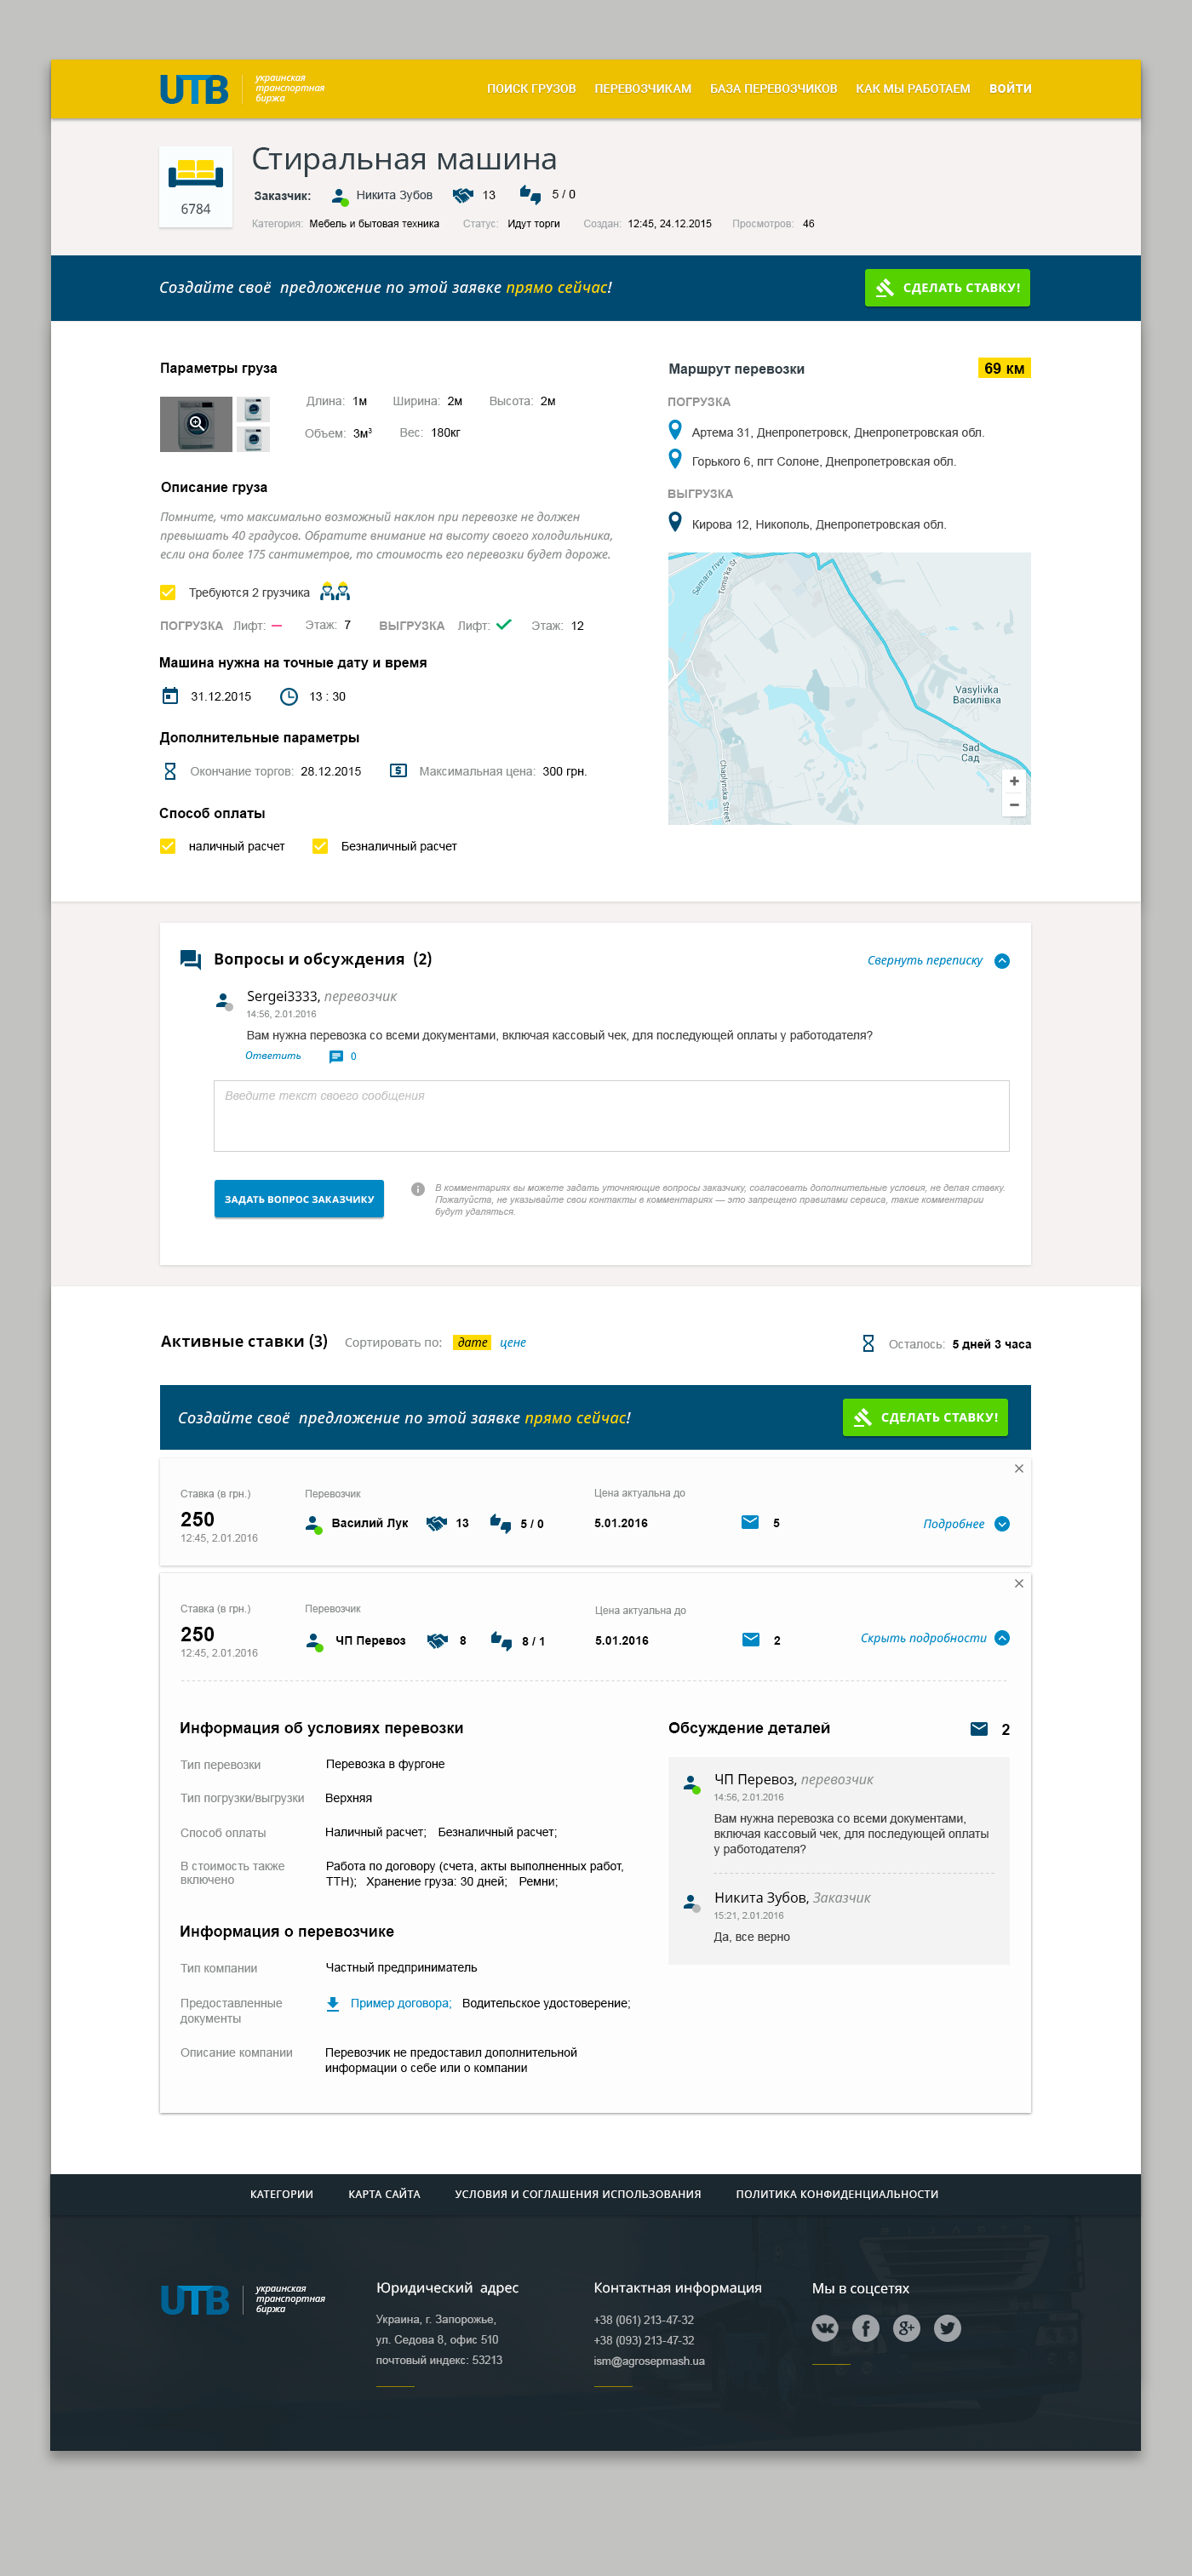 UTB
украинская
транспортная
биржа
ПОИСК ГРУЗОВ ПЕРЕВОЗЧИКАМ БАЗА ПЕРЕВОЗЧИКОВ КАК МЫ РАБОТАЕМ ВОЙТИ
Стиральная машина
6784
Заказчик: Никита Зубов 13 5 / 0
Категория: Мебель и бытовая техника Статус: Идут торги Создан: 12:45, 24.12.2015 Просмотров: 46
Создайте своё предложение по этой заявке прямо сейчас!
СДЕЛАТЬ СТАВКУ!
Параметры груза
Длина: 1м Ширина: 2м Высота: 2м
Объем: 3м³ Вес: 180кг
Описание груза
Помните, что максимально возможный наклон при перевозке не должен
превышать 40 градусов. Обратите внимание на высоту своего холодильника,
если она более 175 сантиметров, то стоимость его перевозки будет дороже.
Требуются 2 грузчика
ПОГРУЗКА Лифт: Этаж: 7 ВЫГРУЗКА Лифт: Этаж: 12
Машина нужна на точные дату и время
31.12.2015 13 : 30
Дополнительные параметры
Окончание торгов: 28.12.2015 Максимальная цена: 300 грн.
Способ оплаты
наличный расчет Безналичный расчет
Маршрут перевозки 69 км
ПОГРУЗКА
Артема 31, Днепропетровск, Днепропетровская обл.
Горького 6, пгт Солоне, Днепропетровская обл.
ВЫГРУЗКА
Кирова 12, Никополь, Днепропетровская обл.
Samara river
Toms'ka St
Vasylivka
Василівка
Sad
Сад
Chaplynska Street
+
−
Вопросы и обсуждения (2)
Свернуть переписку
Sergei3333, перевозчик
14:56, 2.01.2016
Вам нужна перевозка со всеми документами, включая кассовый чек, для последующей оплаты у работодателя?
Ответить 0
Введите текст своего сообщения
ЗАДАТЬ ВОПРОС ЗАКАЗЧИКУ
В комментариях вы можете задать уточняющие вопросы заказчику, согласовать дополнительные условия, не делая ставку.
Пожалуйста, не указывайте свои контакты в комментариях — это запрещено правилами сервиса, такие комментарии
будут удаляться.
Активные ставки (3) Сортировать по: дате цене
Осталось: 5 дней 3 часа
Создайте своё предложение по этой заявке прямо сейчас!
СДЕЛАТЬ СТАВКУ!
Ставка (в грн.) Перевозчик Цена актуальна до
250 Василий Лук 13 5 / 0 5.01.2016 5 Подробнее
12:45, 2.01.2016
Ставка (в грн.) Перевозчик Цена актуальна до
250 ЧП Перевоз 8 8 / 1 5.01.2016 2 Скрыть подробности
12:45, 2.01.2016
Информация об условиях перевозки
Тип перевозки Перевозка в фургоне
Тип погрузки/выгрузки Верхняя
Способ оплаты Наличный расчет; Безналичный расчет;
В стоимость также Работа по договору (счета, акты выполненных работ,
включено ТТН); Хранение груза: 30 дней; Ремни;
Информация о перевозчике
Тип компании Частный предприниматель
Предоставленные Пример договора; Водительское удостоверение;
документы
Описание компании Перевозчик не предоставил дополнительной
информации о себе или о компании
Обсуждение деталей 2
ЧП Перевоз, перевозчик
14:56, 2.01.2016
Вам нужна перевозка со всеми документами,
включая кассовый чек, для последующей оплаты
у работодателя?
Никита Зубов, Заказчик
15:21, 2.01.2016
Да, все верно
КАТЕГОРИИ КАРТА САЙТА УСЛОВИЯ И СОГЛАШЕНИЯ ИСПОЛЬЗОВАНИЯ ПОЛИТИКА КОНФИДЕНЦИАЛЬНОСТИ
UTB
украинская
транспортная
биржа
Юридический адрес
Украина, г. Запорожье,
ул. Седова 8, офис 510
почтовый индекс: 53213
Контактная информация
+38 (061) 213-47-32
+38 (093) 213-47-32
ism@agrosepmash.ua
Мы в соцсетях